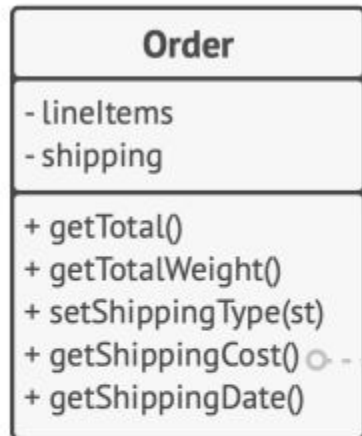 Order
- lineItems
- shipping
+ getTotal()
+ getTotalWeight()
+ setShippingType(st)
+ getShippingCost()
+ getShippingDate()